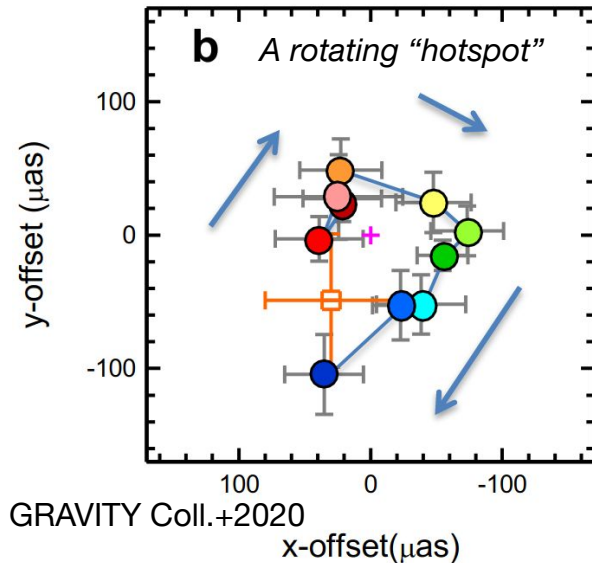 b A rotating “hotspot”
100
0
-100
y-offset (μas)
100 0 -100
GRAVITY Coll.+2020
x-offset(μas)